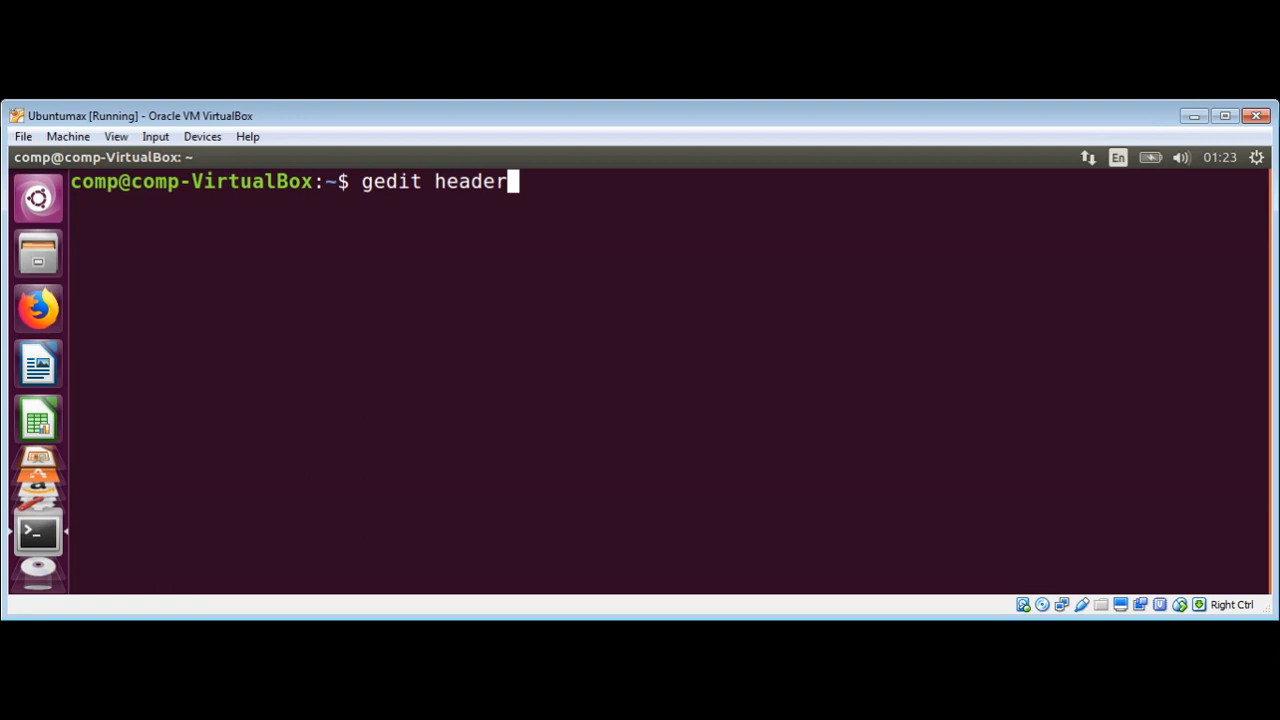 Ubuntumax [Running] - Oracle VM VirtualBox
File Machine View Input Devices Help
comp@comp-VirtualBox: ~ En 01:23
comp@comp-VirtualBox:~$ gedit header
Right Ctrl